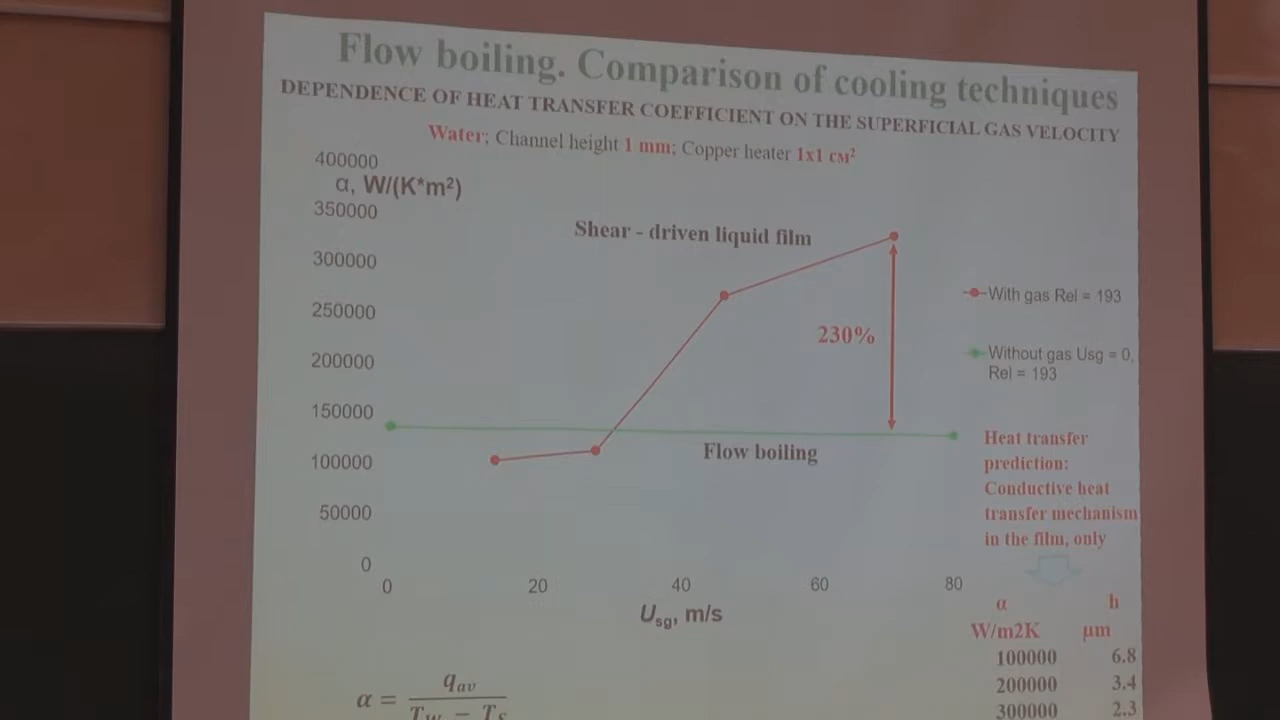 Flow boiling. Comparison of cooling techniques
DEPENDENCE OF HEAT TRANSFER COEFFICIENT ON THE SUPERFICIAL GAS VELOCITY
Water; Channel height 1 mm; Copper heater 1x1 см²
400000
α, W/(K*m²)
350000
300000
250000
200000
150000
100000
50000
0
0 20 40 60 80
Usg, m/s
Shear - driven liquid film
230%
Flow boiling
With gas Rel = 193
Without gas Usg = 0,
Rel = 193
Heat transfer
prediction:
Conductive heat
transfer mechanism
in the film, only
α h
W/m2K μm
100000 6.8
200000 3.4
300000 2.3
α = qav
Tw − Ts